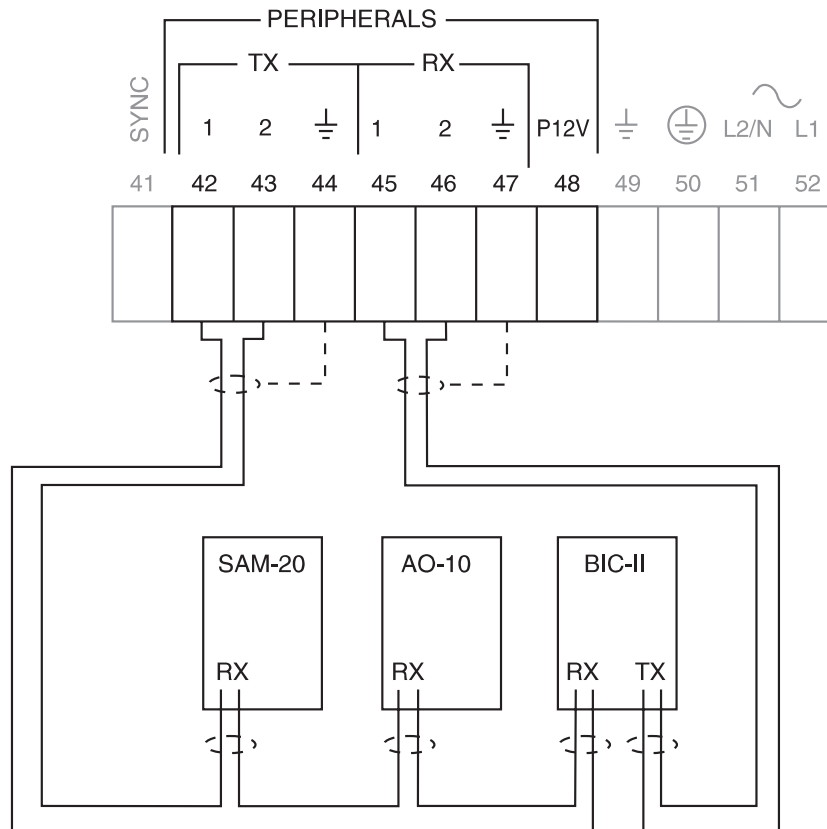 PERIPHERALS
TX RX
SYNC 1 2 1 2 P12V L2/N L1
41 42 43 44 45 46 47 48 49 50 51 52
SAM-20 AO-10 BIC-II
RX RX RX TX